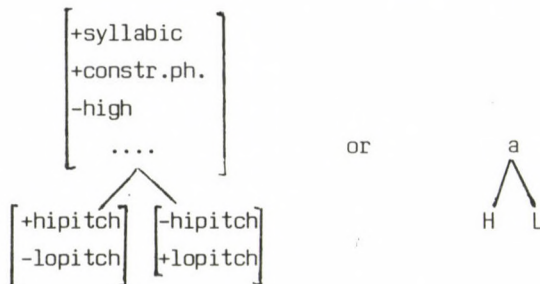 +syllabic
+constr.ph.
-high
....
or a
+hipitch -hipitch H L
-lopitch +lopitch